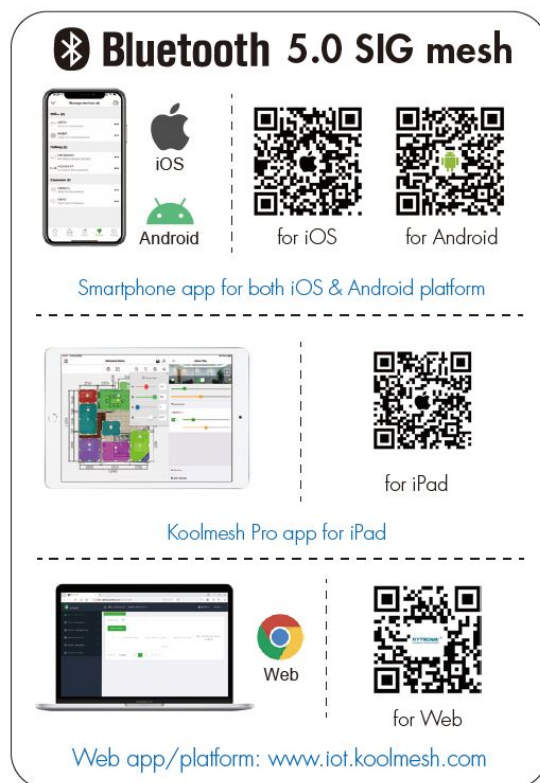 Bluetooth 5.0 SIG mesh
iOS
Android
for iOS
for Android
Smartphone app for both iOS & Android platform
for iPad
Koolmesh Pro app for iPad
Web
HYTRONIK
for Web
Web app/platform: www.iot.koolmesh.com